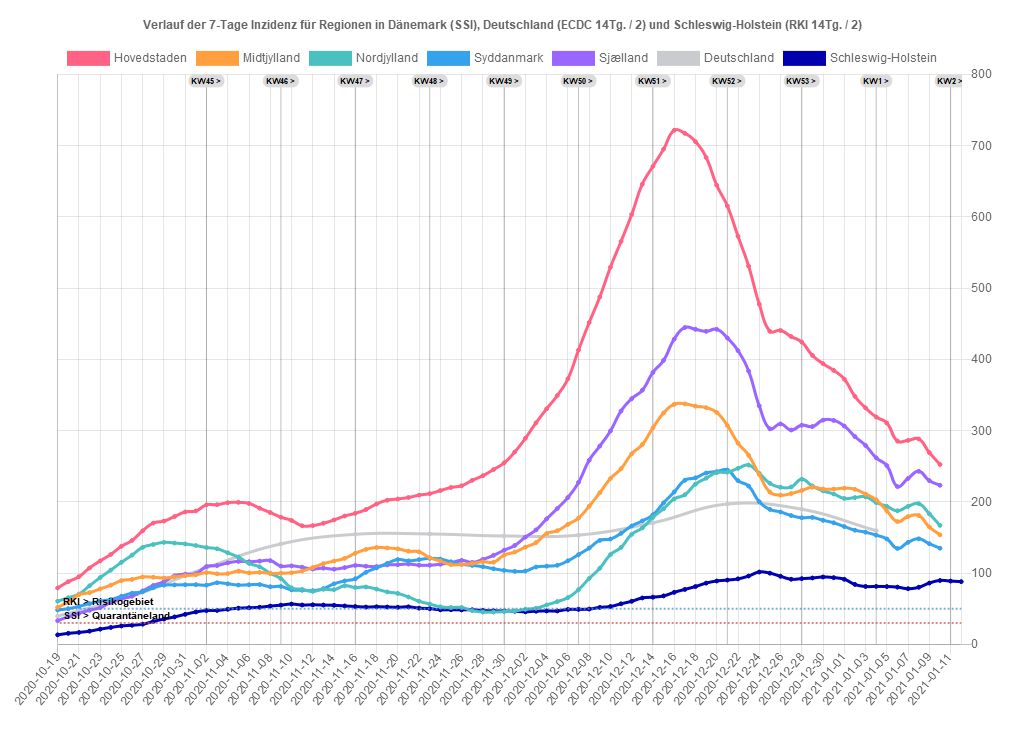 Verlauf der 7-Tage Inzidenz für Regionen in Dänemark (SSI), Deutschland (ECDC 14Tg. / 2) und Schleswig-Holstein (RKI 14Tg. / 2)
Hovedstaden Midtjylland Nordjylland Syddanmark Sjælland Deutschland Schleswig-Holstein
KW45 > KW46 > KW47 > KW48 > KW49 > KW50 > KW51 > KW52 > KW53 > KW1 > KW2 >
800
700
600
500
400
300
200
100
0
RKI > Risikogebiet
SSI > Quarantäneland
2020-10-19 2020-10-21 2020-10-23 2020-10-25 2020-10-27 2020-10-29 2020-10-31 2020-11-02 2020-11-04 2020-11-06 2020-11-08 2020-11-10 2020-11-12 2020-11-14 2020-11-16 2020-11-18 2020-11-20 2020-11-22 2020-11-24 2020-11-26 2020-11-28 2020-11-30 2020-12-02 2020-12-04 2020-12-06 2020-12-08 2020-12-10 2020-12-12 2020-12-14 2020-12-16 2020-12-18 2020-12-20 2020-12-22 2020-12-24 2020-12-26 2020-12-28 2020-12-30 2021-01-01 2021-01-03 2021-01-05 2021-01-07 2021-01-09 2021-01-11